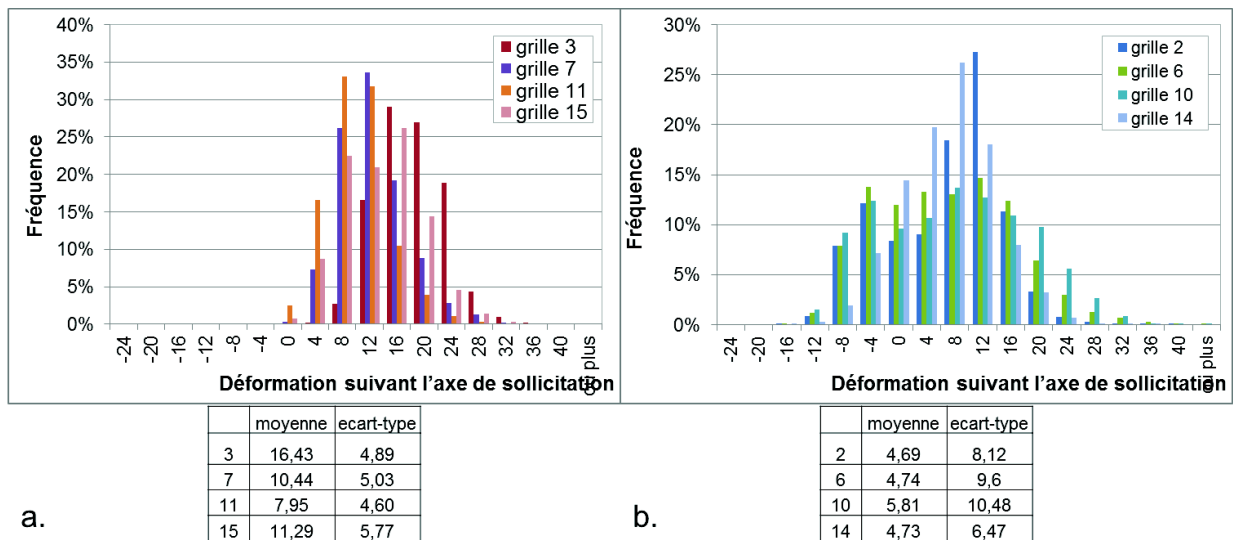 40%
35%
30%
25%
20%
15%
10%
5%
0%
Fréquence
grille 3
grille 7
grille 11
grille 15
-24
-20
-16
-12
-8
-4
0
4
8
12
16
20
24
28
32
36
40
ou plus
Déformation suivant l'axe de sollicitation
30%
25%
20%
15%
10%
5%
0%
Fréquence
grille 2
grille 6
grille 10
grille 14
-24
-20
-16
-12
-8
-4
0
4
8
12
16
20
24
28
32
36
40
ou plus
Déformation suivant l'axe de sollicitation
moyenne ecart-type
3 16,43 4,89
7 10,44 5,03
11 7,95 4,60
15 11,29 5,77
a.
moyenne ecart-type
2 4,69 8,12
6 4,74 9,6
10 5,81 10,48
14 4,73 6,47
b.